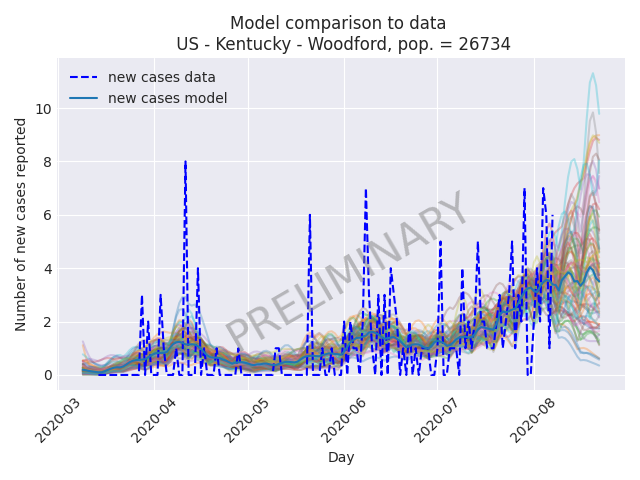 Model comparison to data
US - Kentucky - Woodford, pop. = 26734
new cases data
new cases model
Number of new cases reported
10
8
6
4
2
0
PRELIMINARY
2020-03
2020-04
2020-05
2020-06
2020-07
2020-08
Day